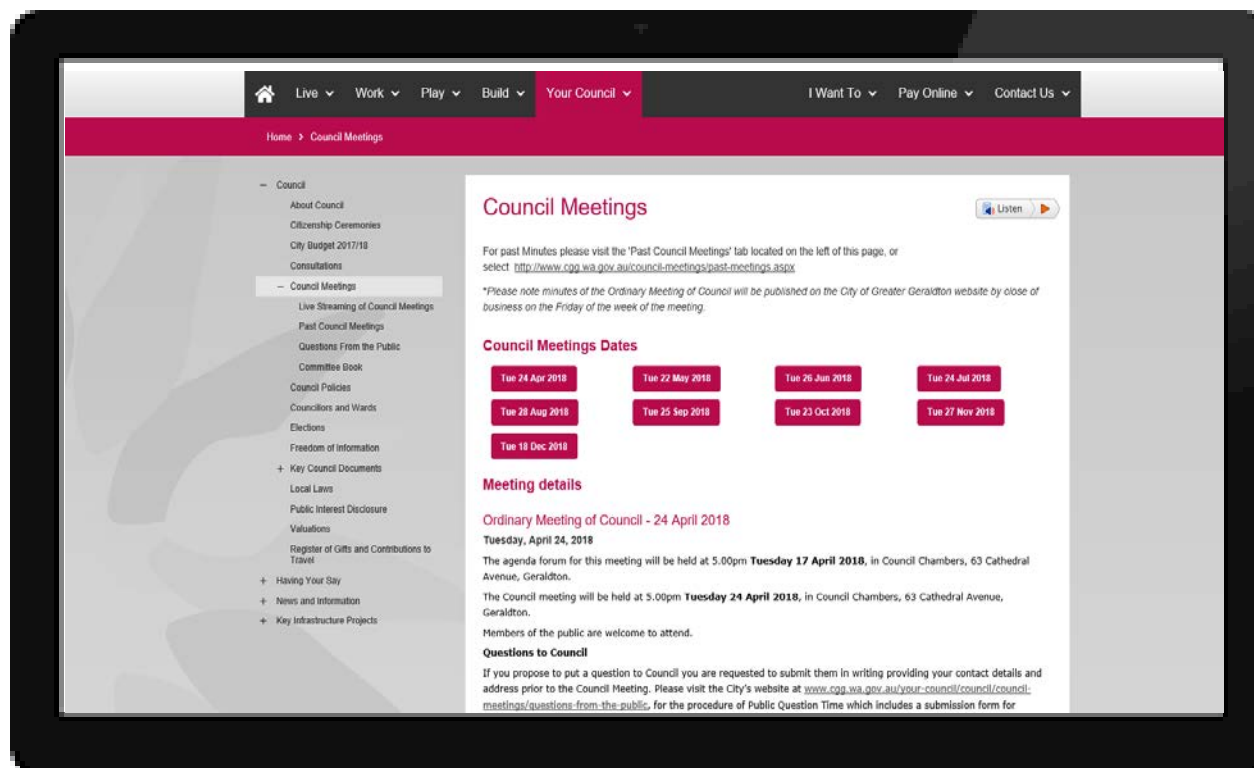 Live Work Play Build Your Council I Want To Pay Online Contact Us
Home > Council Meetings
− Council
About Council
Citizenship Ceremonies
City Budget 2017/18
Consultations
− Council Meetings
Live Streaming of Council Meetings
Past Council Meetings
Questions From the Public
Committee Book
Council Policies
Councillors and Wards
Elections
Freedom of Information
+ Key Council Documents
Local Laws
Public Interest Disclosure
Valuations
Register of Gifts and Contributions to
Travel
+ Having Your Say
+ News and Information
+ Key Infrastructure Projects
Council Meetings
Listen
For past Minutes please visit the 'Past Council Meetings' tab located on the left of this page, or
select http://www.cgg.wa.gov.au/council-meetings/past-meetings.aspx
*Please note minutes of the Ordinary Meeting of Council will be published on the City of Greater Geraldton website by close of
business on the Friday of the week of the meeting.
Council Meetings Dates
Tue 24 Apr 2018 Tue 22 May 2018 Tue 26 Jun 2018 Tue 24 Jul 2018
Tue 28 Aug 2018 Tue 25 Sep 2018 Tue 23 Oct 2018 Tue 27 Nov 2018
Tue 18 Dec 2018
Meeting details
Ordinary Meeting of Council - 24 April 2018
Tuesday, April 24, 2018
The agenda forum for this meeting will be held at 5.00pm Tuesday 17 April 2018, in Council Chambers, 63 Cathedral
Avenue, Geraldton.
The Council meeting will be held at 5.00pm Tuesday 24 April 2018, in Council Chambers, 63 Cathedral Avenue,
Geraldton.
Members of the public are welcome to attend.
Questions to Council
If you propose to put a question to Council you are requested to submit them in writing providing your contact details and
address prior to the Council Meeting. Please visit the City's website at www.cgg.wa.gov.au/your-council/council/council-
meetings/questions-from-the-public, for the procedure of Public Question Time which includes a submission form for